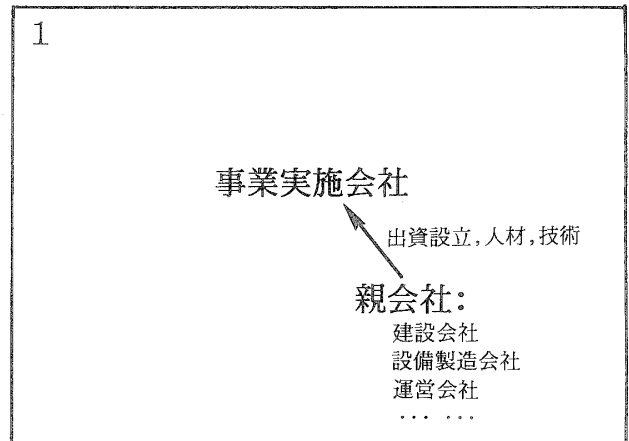 1
事業実施会社
出資設立,人材,技術
親会社:
建設会社
設備製造会社
運営会社
… …